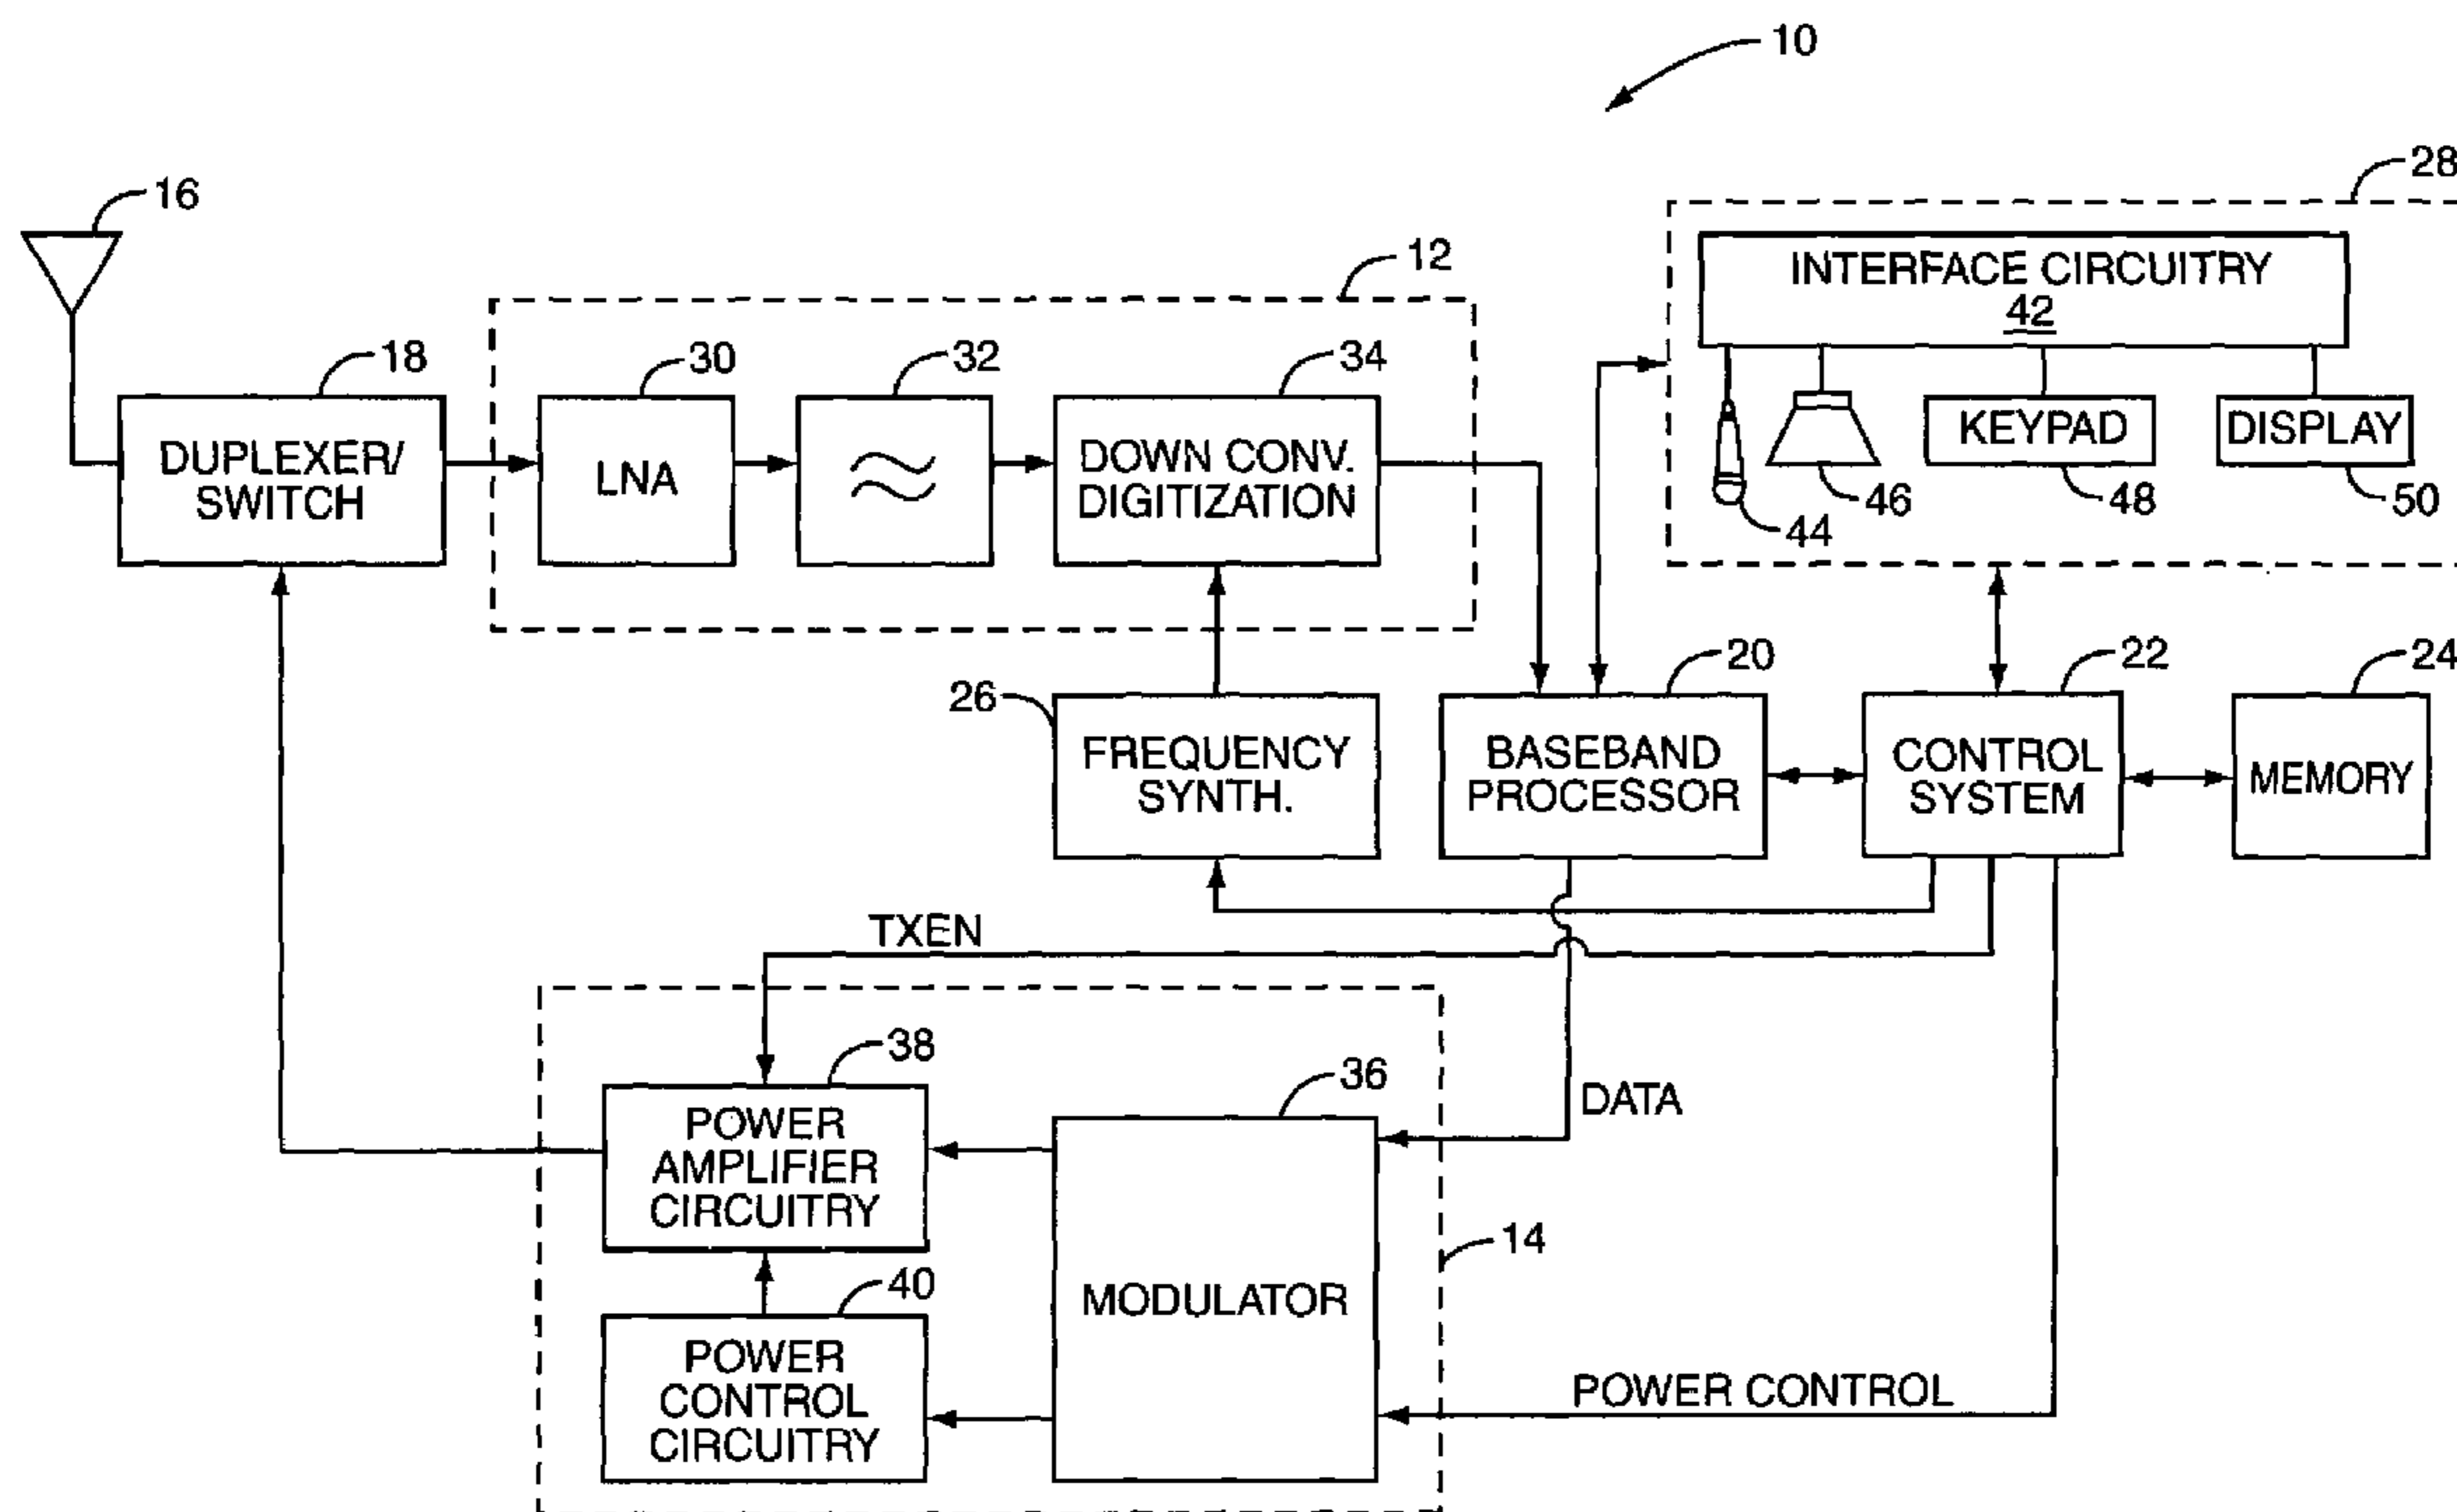 10
28
16
INTERFACE CIRCUITRY
42
12
18
30
32
34
DUPLEXER/
SWITCH
LNA
DOWN CONV.
DIGITIZATION
KEYPAD
DISPLAY
44
46
48
50
26
20
22
24
FREQUENCY
SYNTH.
BASEBAND
PROCESSOR
CONTROL
SYSTEM
MEMORY
TXEN
38
36
DATA
POWER
AMPLIFIER
CIRCUITRY
14
40
MODULATOR
POWER
CONTROL
CIRCUITRY
POWER CONTROL